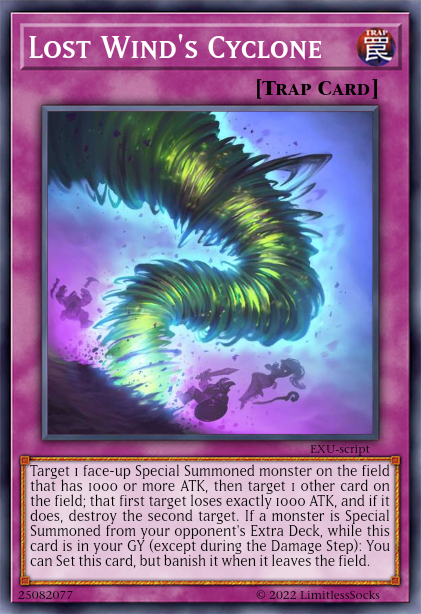 Lost Wind's Cyclone
TRAP
罠
[Trap Card]
EXU-script
Target 1 face-up Special Summoned monster on the field
that has 1000 or more ATK, then target 1 other card on
the field; that first target loses exactly 1000 ATK, and if it
does, destroy the second target. If a monster is Special
Summoned from your opponent's Extra Deck, while this
card is in your GY (except during the Damage Step): You
can Set this card, but banish it when it leaves the field.
25082077
© 2022 LimitlessSocks